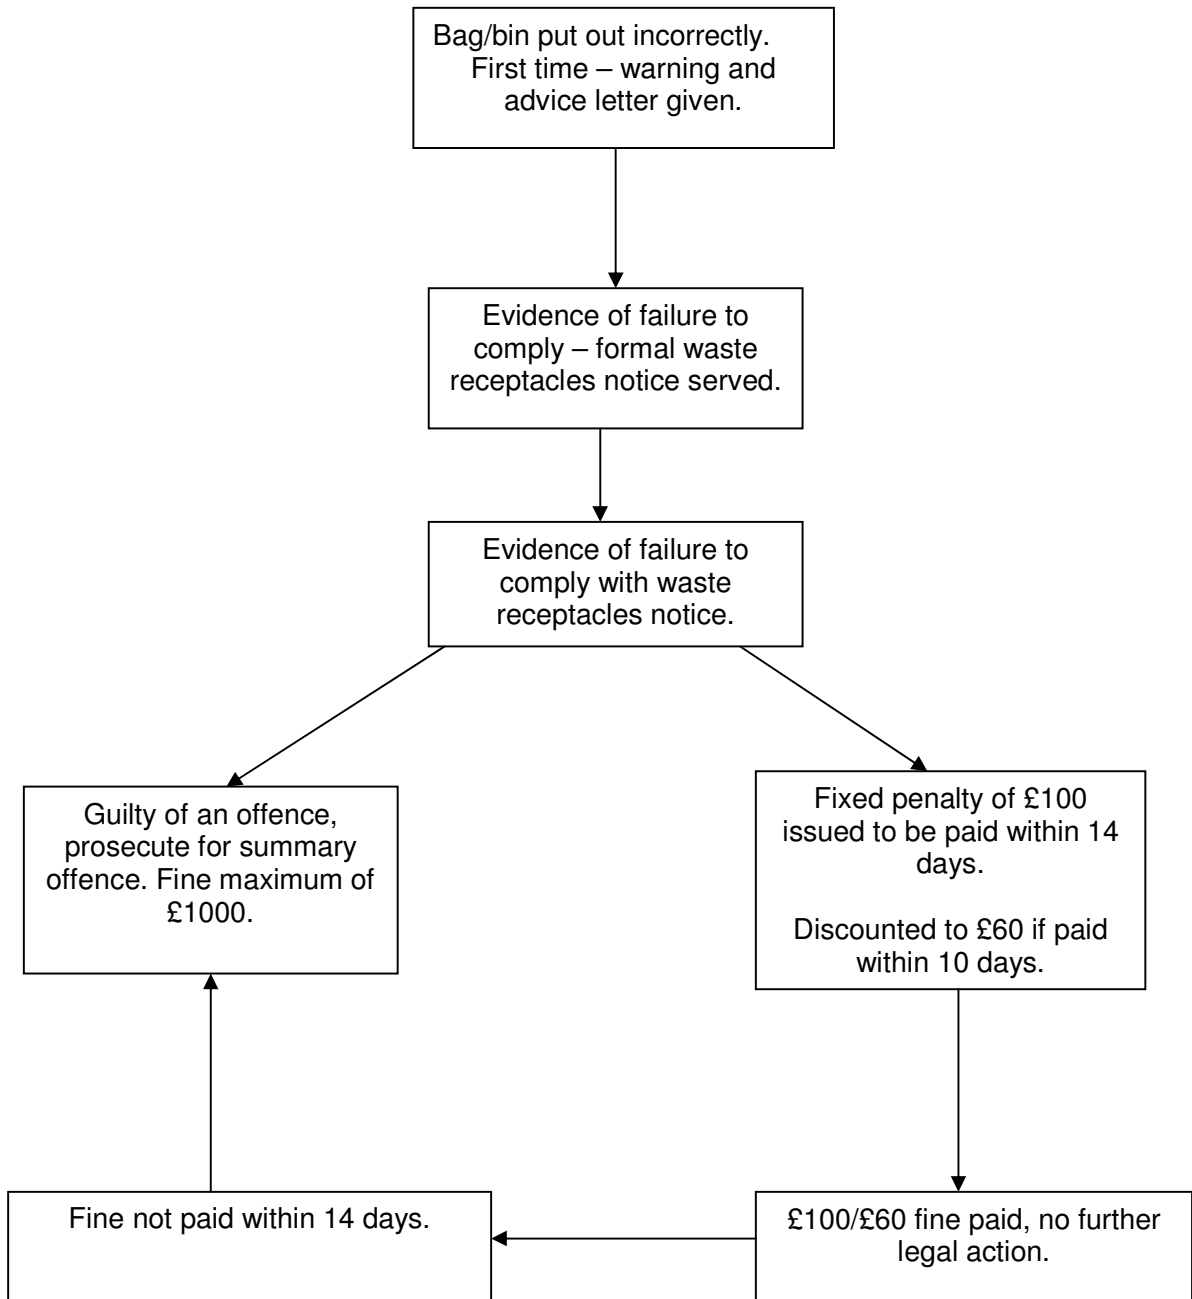 Bag/bin put out incorrectly.
First time – warning and
advice letter given.
Evidence of failure to
comply – formal waste
receptacles notice served.
Evidence of failure to
comply with waste
receptacles notice.
Guilty of an offence,
prosecute for summary
offence. Fine maximum of
£1000.
Fixed penalty of £100
issued to be paid within 14
days.
Discounted to £60 if paid
within 10 days.
Fine not paid within 14 days.
£100/£60 fine paid, no further
legal action.